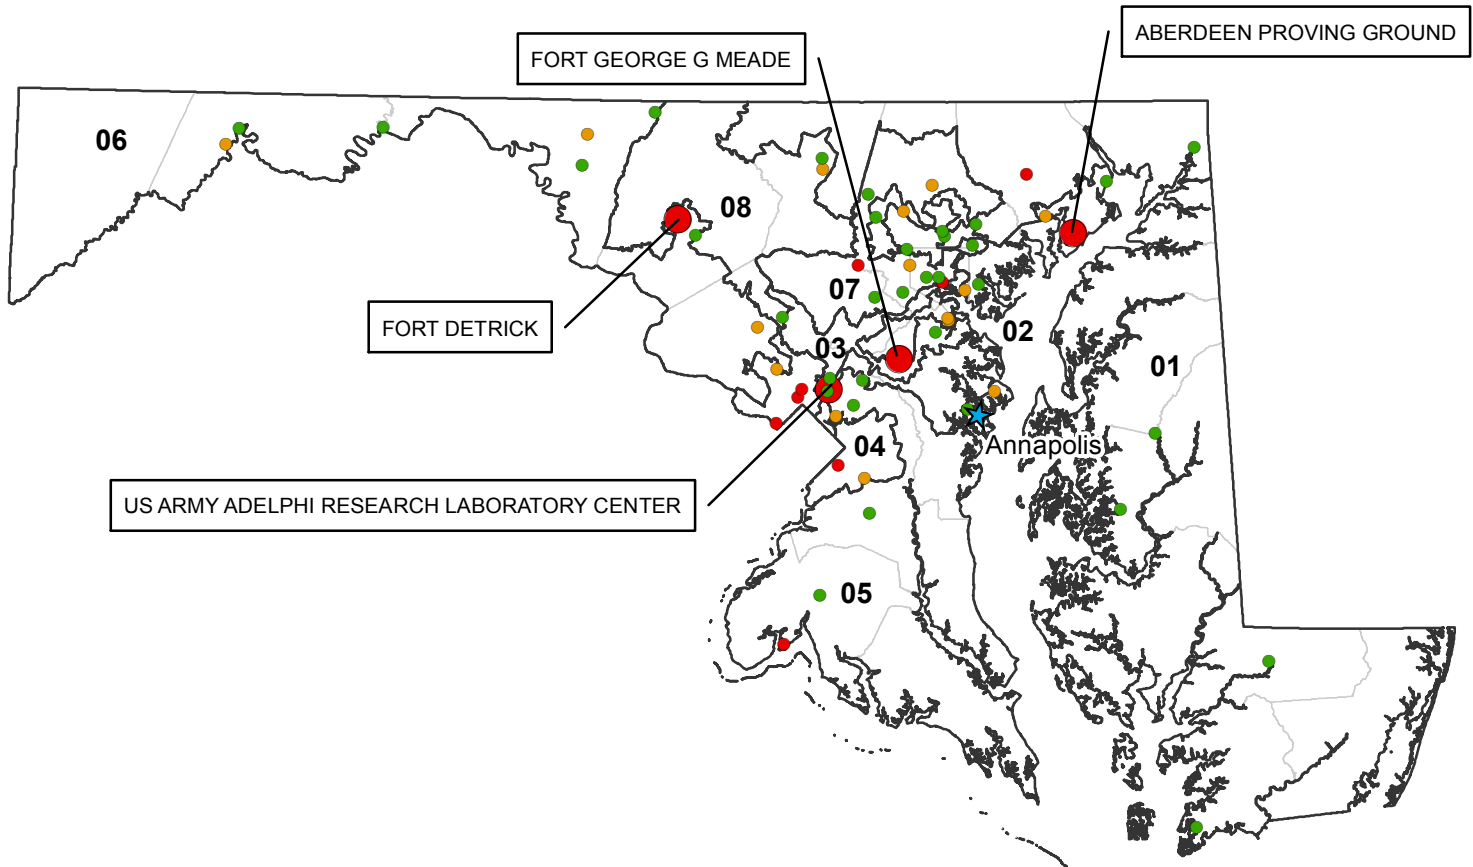 ABERDEEN PROVING GROUND
FORT GEORGE G MEADE
06
08
07
FORT DETRICK
02
03
01
Annapolis
04
US ARMY ADELPHI RESEARCH LABORATORY CENTER
05